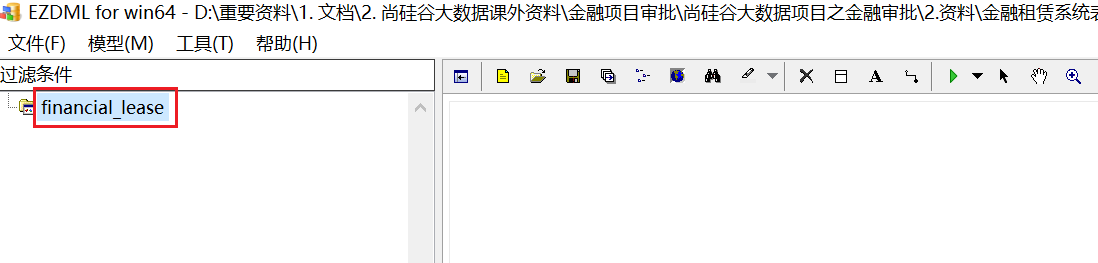 EZDML for win64 - D:\重要资料\1. 文档\2. 尚硅谷大数据课外资料\金融项目审批\尚硅谷大数据项目之金融审批\2.资料\金融租赁系统表
文件(F) 模型(M) 工具(T) 帮助(H)
过滤条件
financial_lease